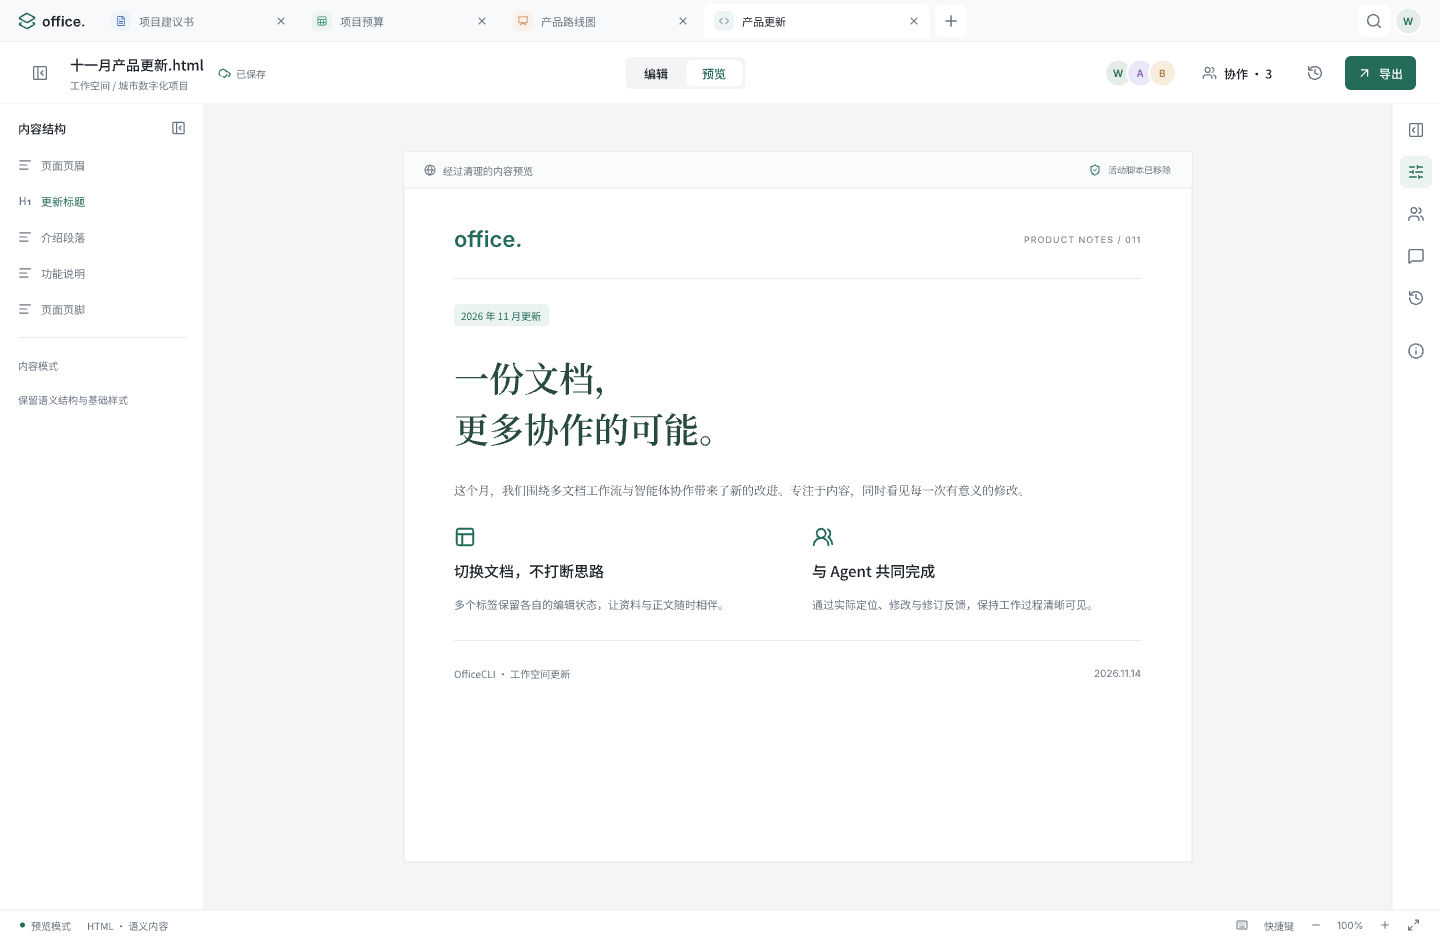 office.
项目建议书
项目预算
产品路线图
产品更新
W
十一月产品更新.html
工作空间 / 城市数字化项目
已保存
编辑
预览
W
A
B
协作 · 3
导出
内容结构
页面页眉
H1 更新标题
介绍段落
功能说明
页面页脚
内容模式
保留语义结构与基础样式
经过清理的内容预览
活动脚本已移除
office.
PRODUCT NOTES / 011
2026 年 11 月更新
一份文档，
更多协作的可能。
这个月，我们围绕多文档工作流与智能体协作带来了新的改进。专注于内容，同时看见每一次有意义的修改。
切换文档，不打断思路
多个标签保留各自的编辑状态，让资料与正文随时相伴。
与 Agent 共同完成
通过实际定位、修改与修订反馈，保持工作过程清晰可见。
OfficeCLI · 工作空间更新
2026.11.14
预览模式
HTML · 语义内容
快捷键
100%